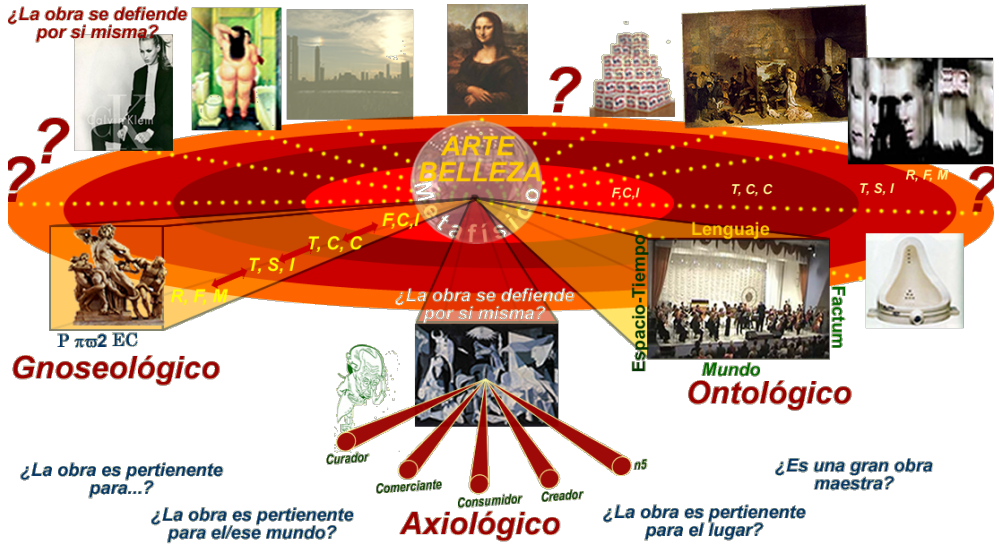 ¿La obra se defiende
por si misma?
?
?
?
?
CK
Calvin Klein
ARTE
BELLEZA
Metafísico
F,C,I
T, C, C
T, S, I
R, F, M
F,C,I
T, C, C
T, S, I
R, F, M
P πϖ2 EC
Gnoseológico
¿La obra se defiende
por si misma?
Lenguaje
Espacio-Tiempo
Factum
Mundo
Ontológico
Curador
Comerciante
Consumidor
Creador
n5
Axiológico
¿La obra es pertienente
para...?
¿La obra es pertienente
para el/ese mundo?
¿La obra es pertienente
para el lugar?
¿Es una gran obra
maestra?